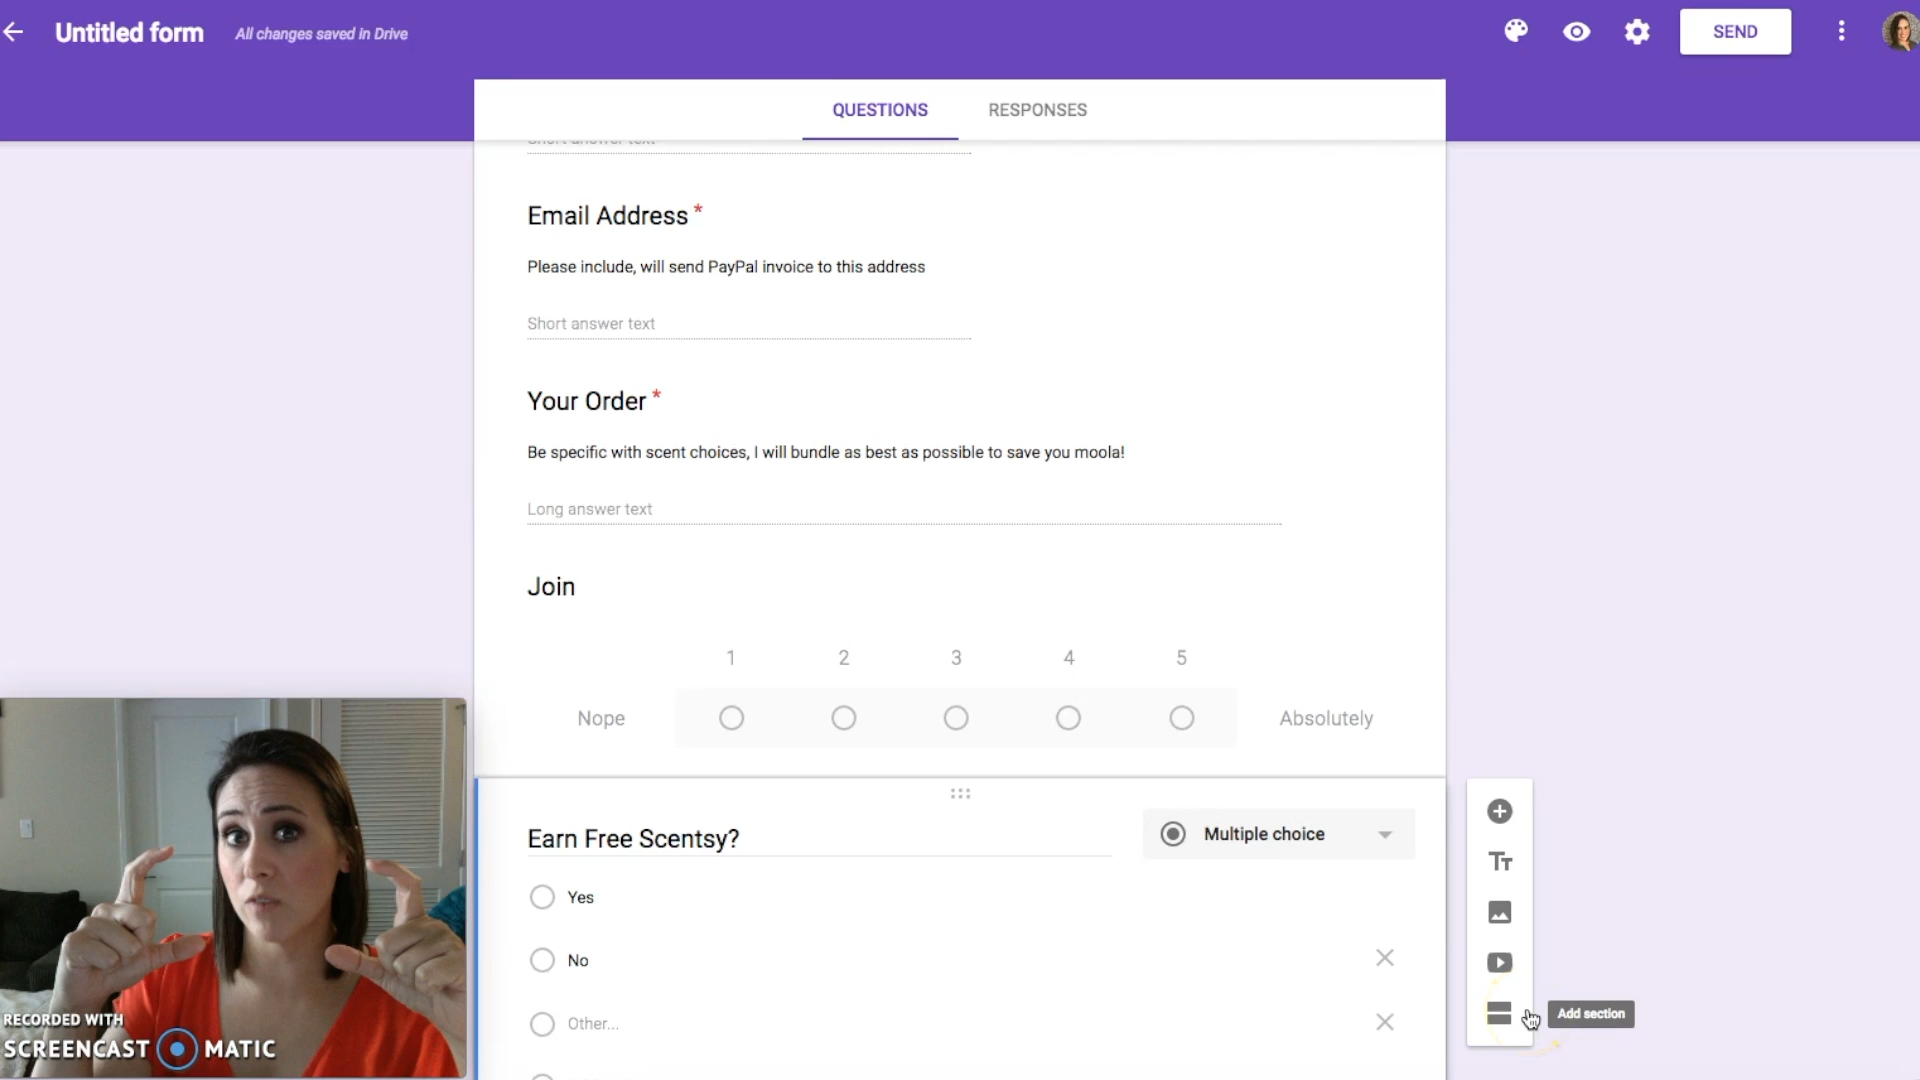 Untitled form
All changes saved in Drive
SEND
QUESTIONS
RESPONSES
Short answer text
Email Address *
Please include, will send PayPal invoice to this address
Short answer text
Your Order *
Be specific with scent choices, I will bundle as best as possible to save you moola!
Long answer text
Join
1 2 3 4 5
Nope
Absolutely
Earn Free Scentsy?
Multiple choice
Yes
No
Other...
Add section
RECORDED WITH
SCREENCAST MATIC